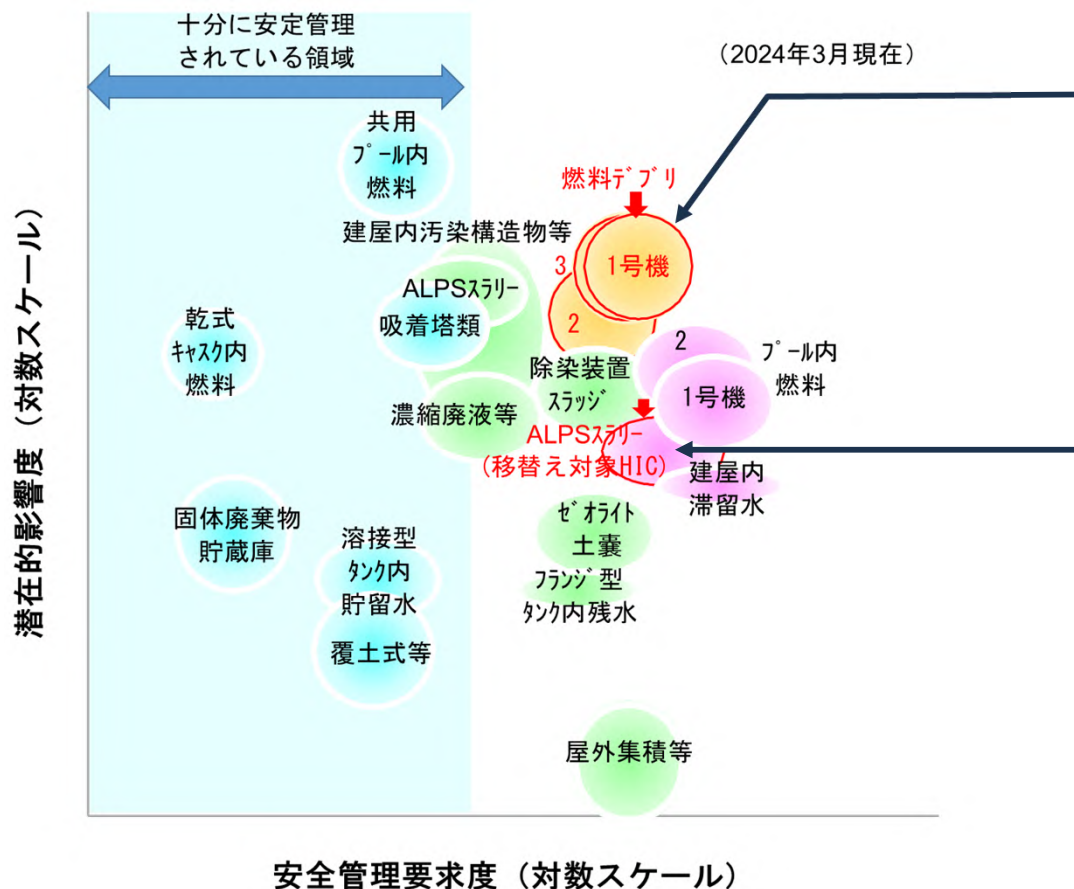 十分に安定管理
されている領域
(2024年3月現在)
共用
ﾌﾟｰﾙ内
燃料
燃料ﾃﾞﾌﾞﾘ
建屋内汚染構造物等
3
1号機
ALPSｽﾗﾘｰ
吸着塔類
2
乾式
ｷｬｽｸ内
燃料
2
ﾌﾟｰﾙ内
燃料
除染装置
ｽﾗｯｼﾞ
1号機
濃縮廃液等
ALPSｽﾗﾘｰ
(移替え対象HIC)
建屋内
滞留水
固体廃棄物
貯蔵庫
ｾﾞｵﾗｲﾄ
土嚢
溶接型
ﾀﾝｸ内
貯留水
ﾌﾗﾝｼﾞ型
ﾀﾝｸ内残水
覆土式等
屋外集積等
潜在的影響度（対数スケール）
安全管理要求度（対数スケール）